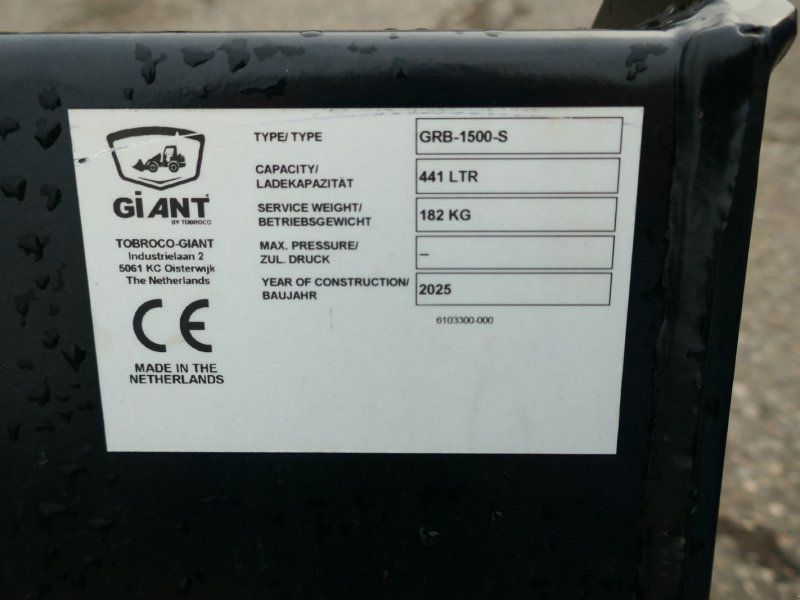 GiANT
BY TOBROCO
TOBROCO-GIANT
Industrielaan 2
5061 KC Oisterwijk
The Netherlands
CE
MADE IN THE
NETHERLANDS
TYPE/ TYPE GRB-1500-S
CAPACITY/
LADEKAPAZITÄT 441 LTR
SERVICE WEIGHT/
BETRIEBSGEWICHT 182 KG
MAX. PRESSURE/
ZUL. DRUCK –
YEAR OF CONSTRUCTION/
BAUJAHR 2025
6103300-000